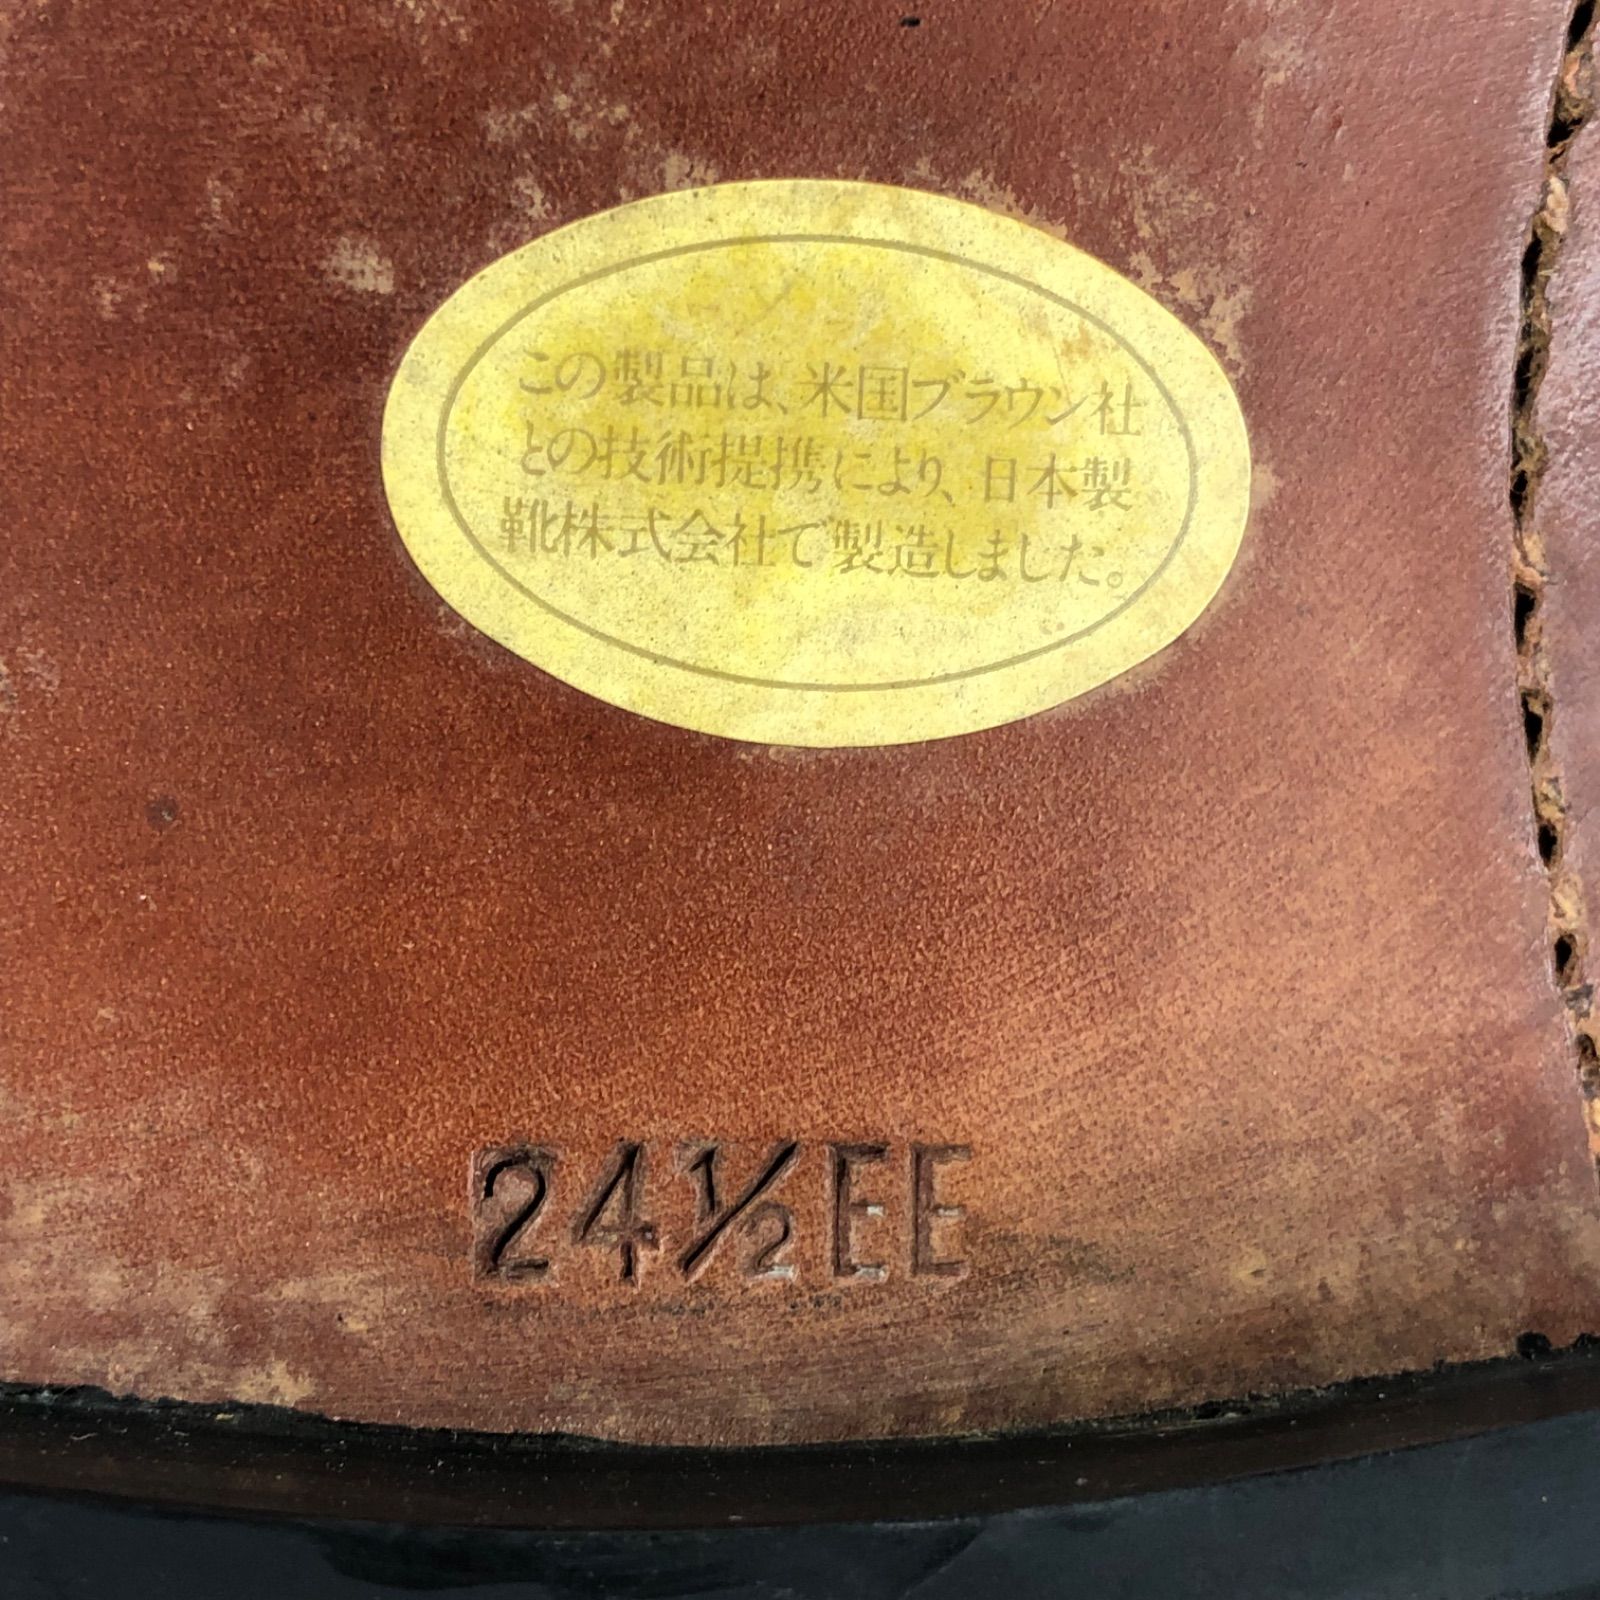 この製品は、米国ブラウン社
との技術提携により、日本製
靴株式会社で製造しました。
24½EE